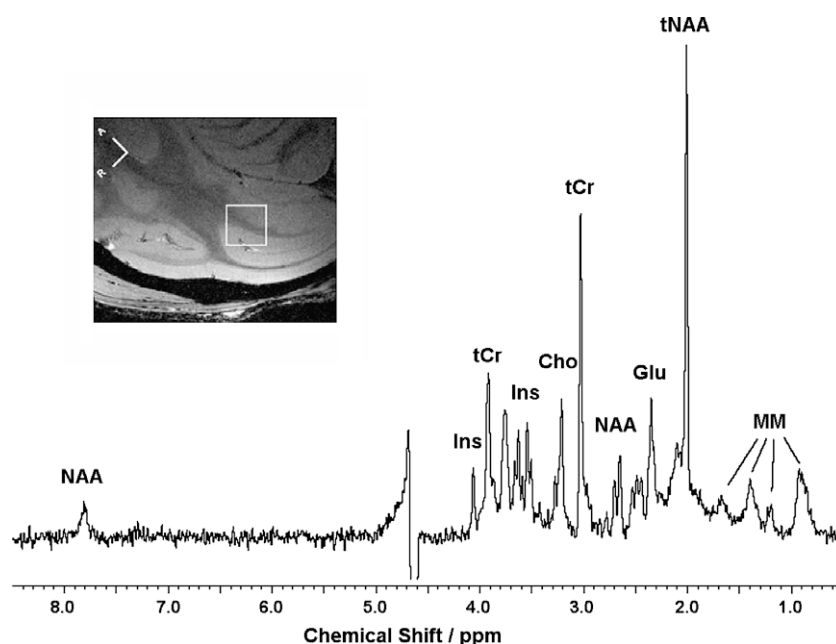 tNAA
A
R
tCr
tCr
Cho
Ins
Glu
NAA
MM
Ins
NAA
8.0 7.0 6.0 5.0 4.0 3.0 2.0 1.0
Chemical Shift / ppm